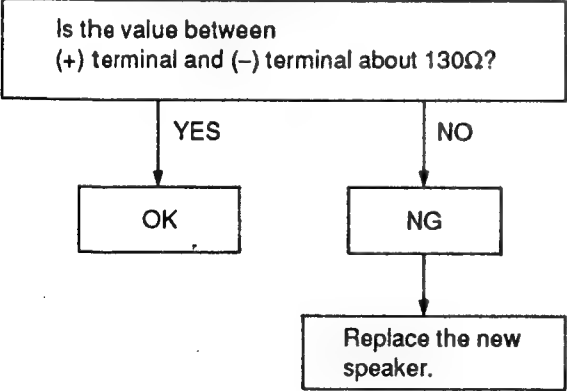 Is the value between
(+) terminal and (–) terminal about 130Ω?
YES
NO
OK
NG
Replace the new
speaker.